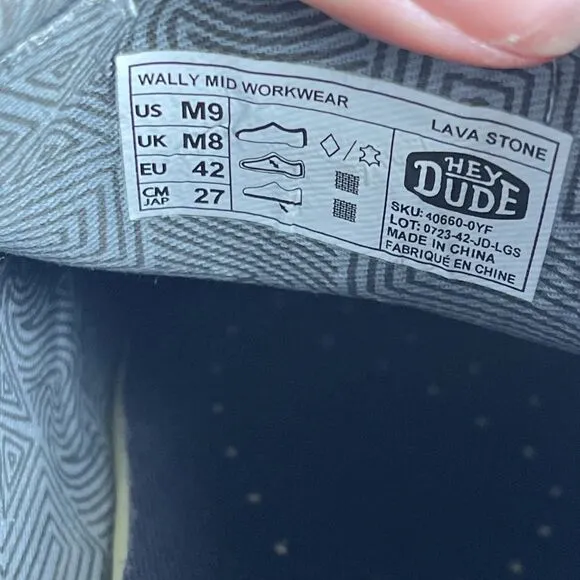 WALLY MID WORKWEAR
LAVA STONE
US M9
UK M8
EU 42
CM JAP 27
HEY DUDE
SKU: 40660-0YF
LOT: 0723-42-JD-LGS
MADE IN CHINA
FABRIQUÉ EN CHINE